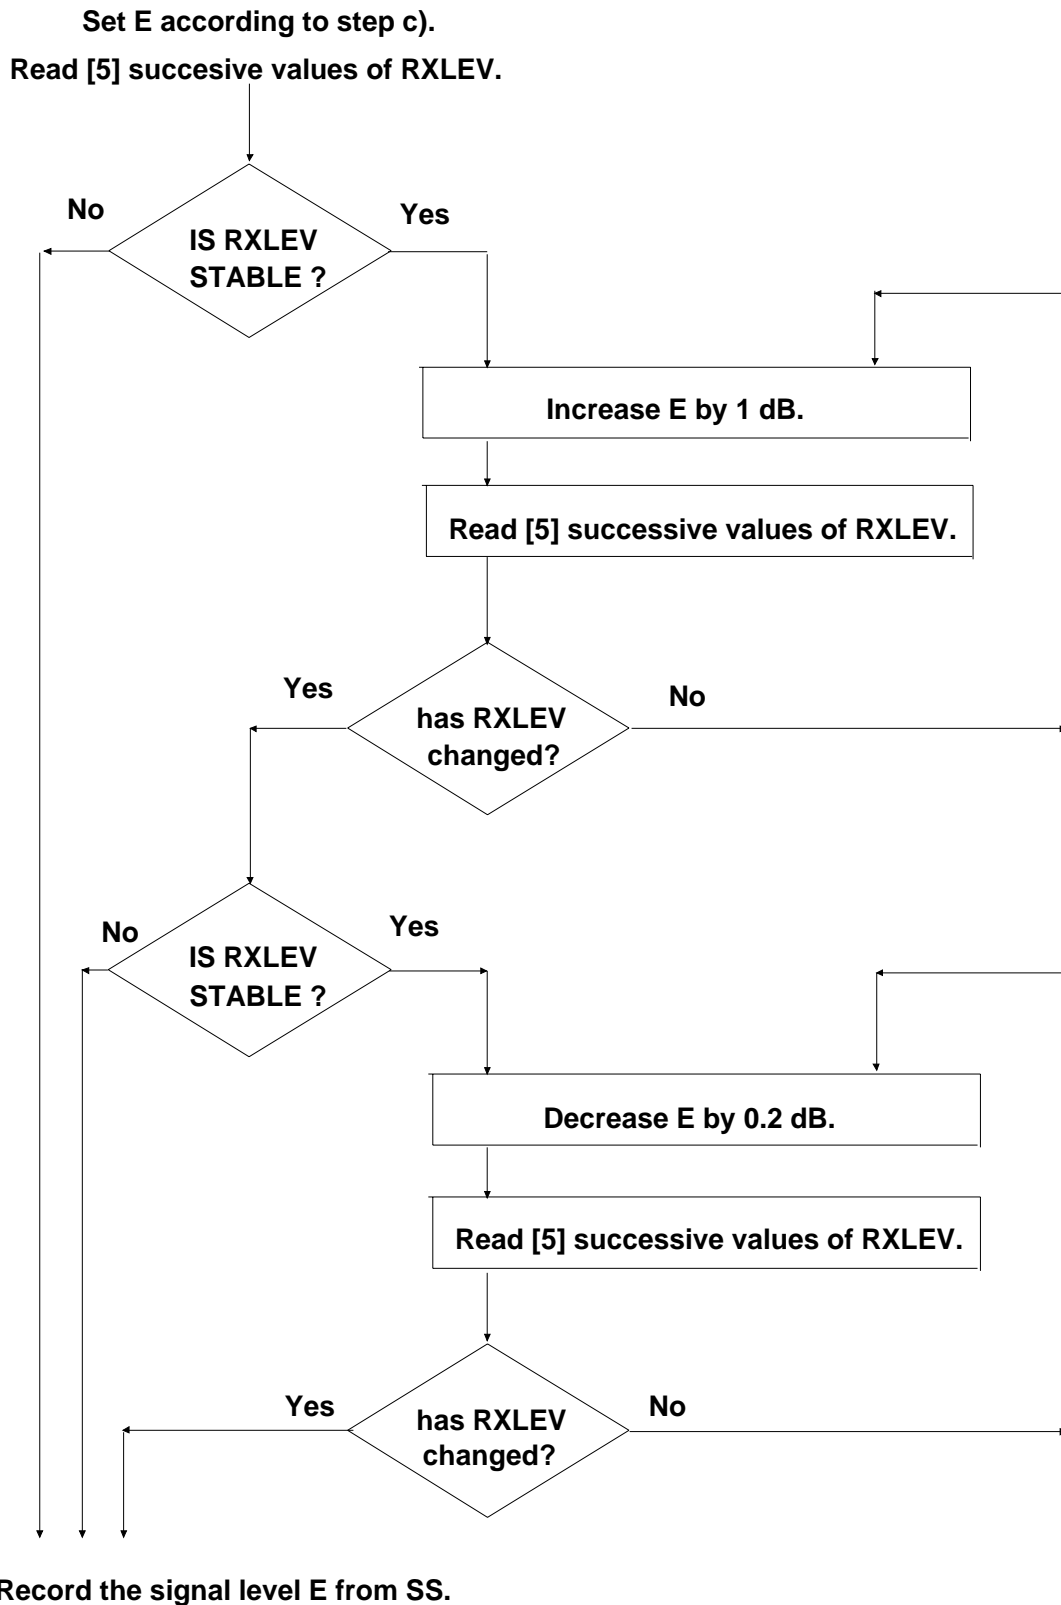 Set E according to step c).
Read [5] succesive values of RXLEV.
No
Yes
IS RXLEV
STABLE ?
Increase E by 1 dB.
Read [5] successive values of RXLEV.
Yes
No
has RXLEV
changed?
No
Yes
IS RXLEV
STABLE ?
Decrease E by 0.2 dB.
Read [5] successive values of RXLEV.
Yes
No
has RXLEV
changed?
Record the signal level E from SS.